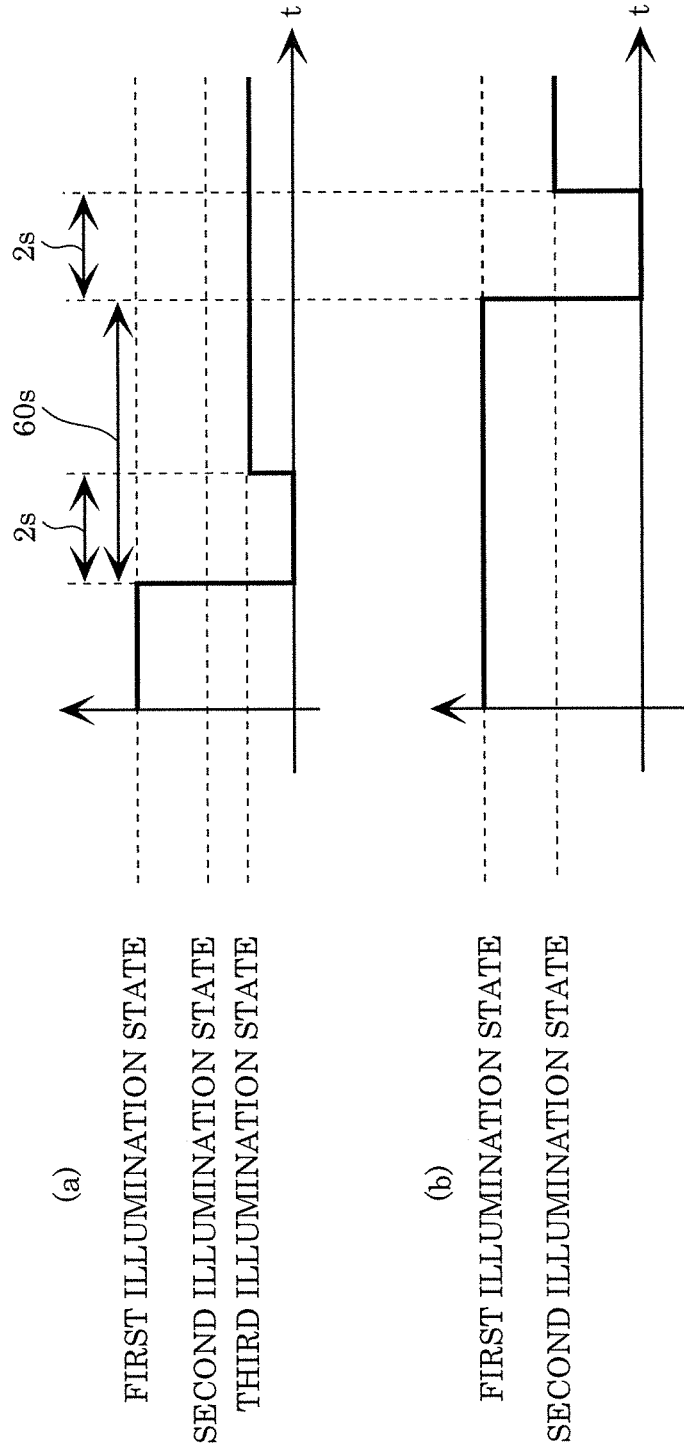 (a)
2s
60s
2s
FIRST ILLUMINATION STATE
SECOND ILLUMINATION STATE
THIRD ILLUMINATION STATE
t
(b)
FIRST ILLUMINATION STATE
SECOND ILLUMINATION STATE
t